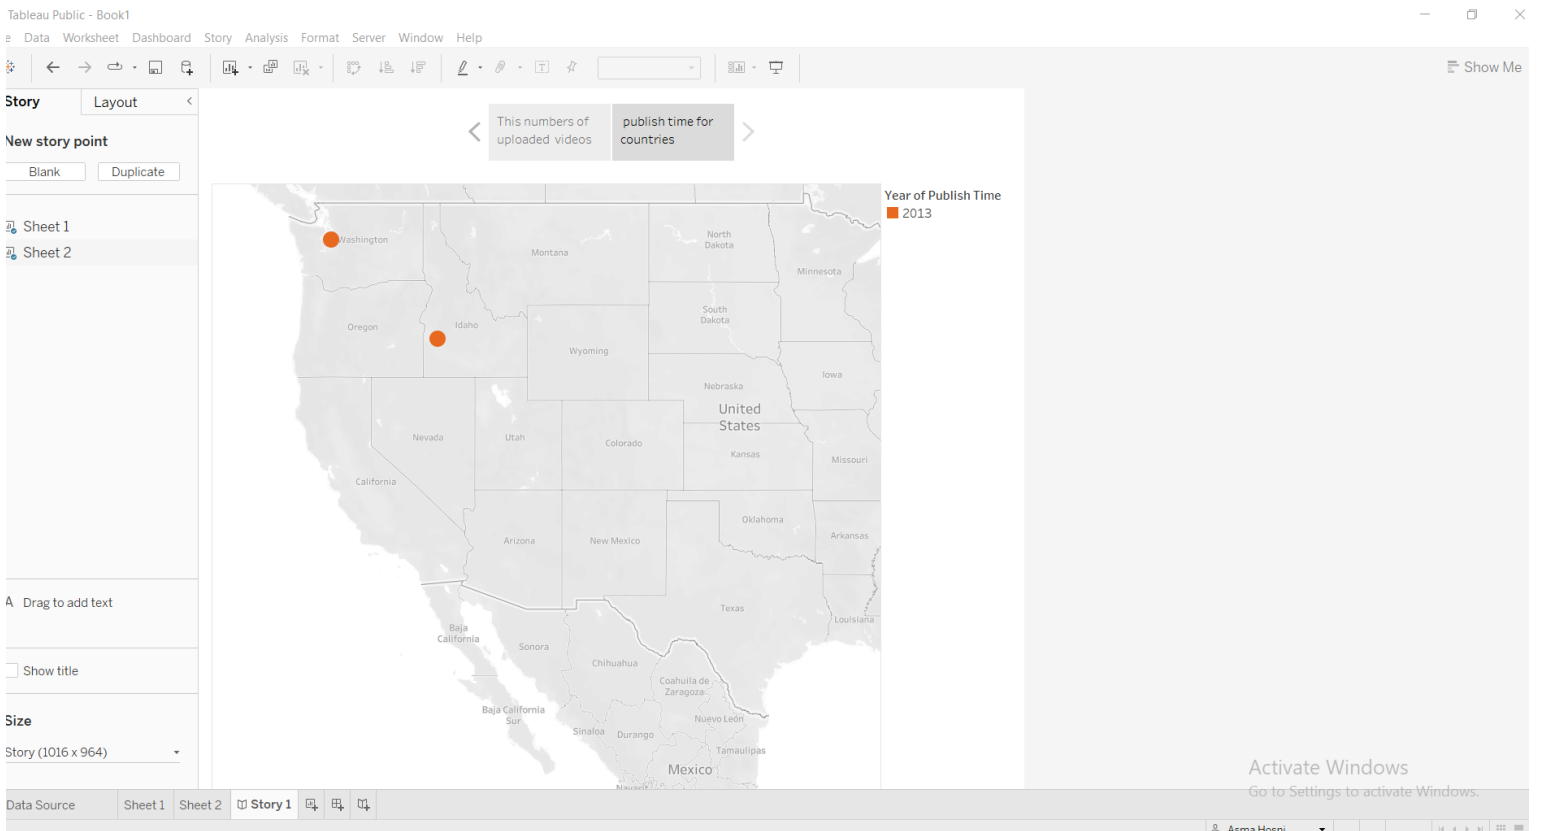 Tableau Public - Book1
e Data Worksheet Dashboard Story Analysis Format Server Window Help
Show Me
Story Layout
New story point
Blank Duplicate
Sheet 1
Sheet 2
A Drag to add text
Show title
Size
Story (1016 x 964)
This numbers of
uploaded videos
publish time for
countries
Year of Publish Time
2013
Washington
Montana
North
Dakota
Minnesota
Oregon
Idaho
South
Dakota
Wyoming
Iowa
Nebraska
United
States
Nevada
Utah
Colorado
Kansas
Missouri
California
Oklahoma
Arizona
New Mexico
Arkansas
Texas
Louisiana
Baja
California
Sonora
Chihuahua
Coahuila de
Zaragoza
Baja California
Sur
Nuevo León
Sinaloa
Durango
Tamaulipas
Mexico
Nayarit
Activate Windows
Go to Settings to activate Windows.
Data Source Sheet 1 Sheet 2 Story 1
Asma Hosni